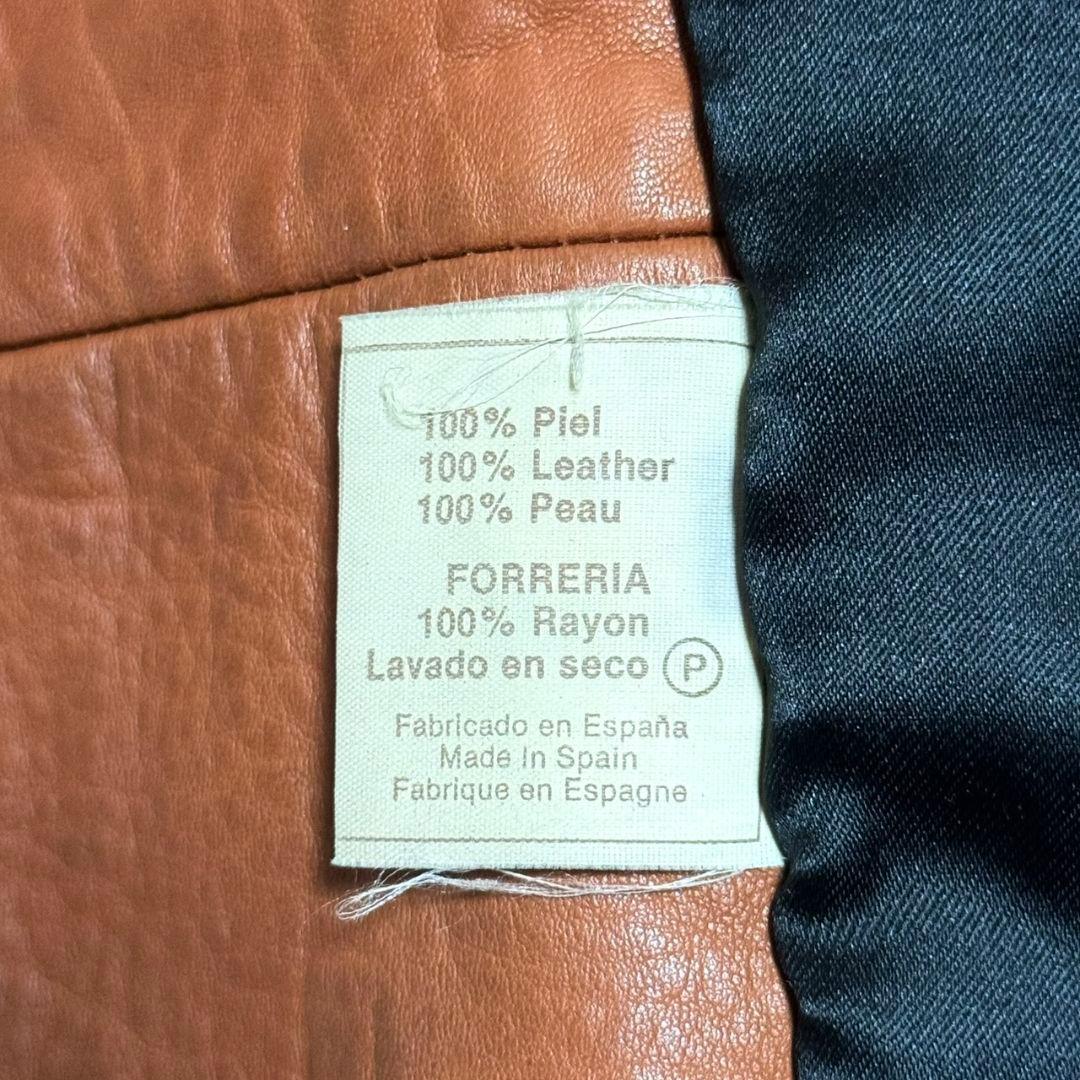 100% Piel
100% Leather
100% Peau
FORRERIA
100% Rayon
Lavado en seco P
Fabricado en España
Made In Spain
Fabrique en Espagne